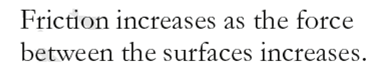 Friction increases as the force
between the surfaces increases.